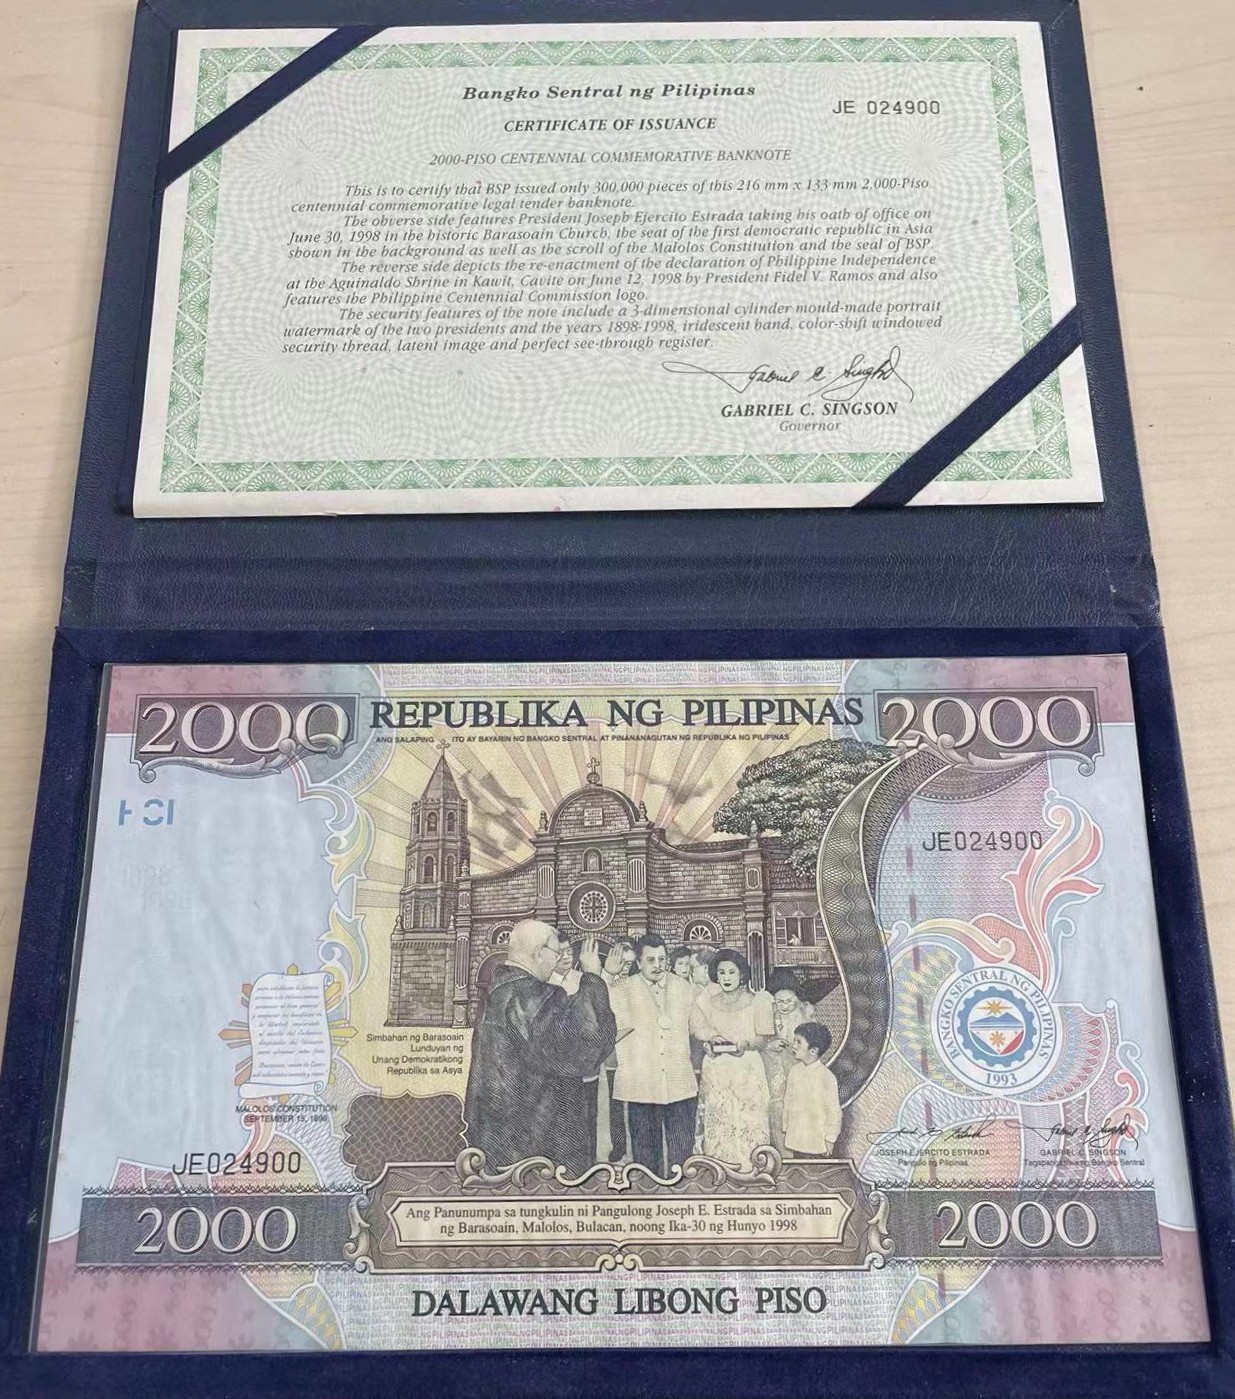 Bangko Sentral ng Pilipinas
JE 024900
CERTIFICATE OF ISSUANCE
2000-PISO CENTENNIAL COMMEMORATIVE BANKNOTE
This is to certify that BSP issued only 300,000 pieces of this 216 mm x 133 mm 2,000-Piso
centennial commemorative legal tender banknote.
The obverse side features President Joseph Ejercito Estrada taking his oath of office on
June 30, 1998 in the historic Barasoain Church, the seat of the first democratic republic in Asia
shown in the background as well as the scroll of the Malolos Constitution and the seal of BSP.
The reverse side depicts the re-enactment of the declaration of Philippine Independence
at the Aguinaldo Shrine in Kawit, Cavite on June 12, 1998 by President Fidel V. Ramos and also
features the Philippine Centennial Commission logo.
The security features of the note include a 3-dimensional cylinder mould-made portrait
watermark of the two presidents and the years 1898-1998, iridescent band, color-shift windowed
security thread, latent image and perfect see-through register.
GABRIEL C. SINGSON
Governor
2000 REPUBLIKA NG PILIPINAS 2000
ANG SALAPING ITO AY BAYARIN NG BANGKO SENTRAL AT PINANANAGUTAN NG REPUBLIKA NG PILIPINAS
JE024900
BANGKO SENTRAL NG PILIPINAS
1993
Simbahan ng Barasoain
Lunduyan ng
Unang Demokratikong
Republika sa Asya
MALOLOS CONSTITUTION
SEPTEMBER 15, 1898
JOSEPH EJERCITO ESTRADA
Pangulo ng Pilipinas
GABRIEL C. SINGSON
Tagapangasiwa ng Bangko Sentral
JE024900
2000
Ang Panunumpa sa tungkulin ni Pangulong Joseph E. Estrada sa Simbahan
ng Barasoain, Malolos, Bulacan, noong Ika-30 ng Hunyo 1998
2000
DALAWANG LIBONG PISO